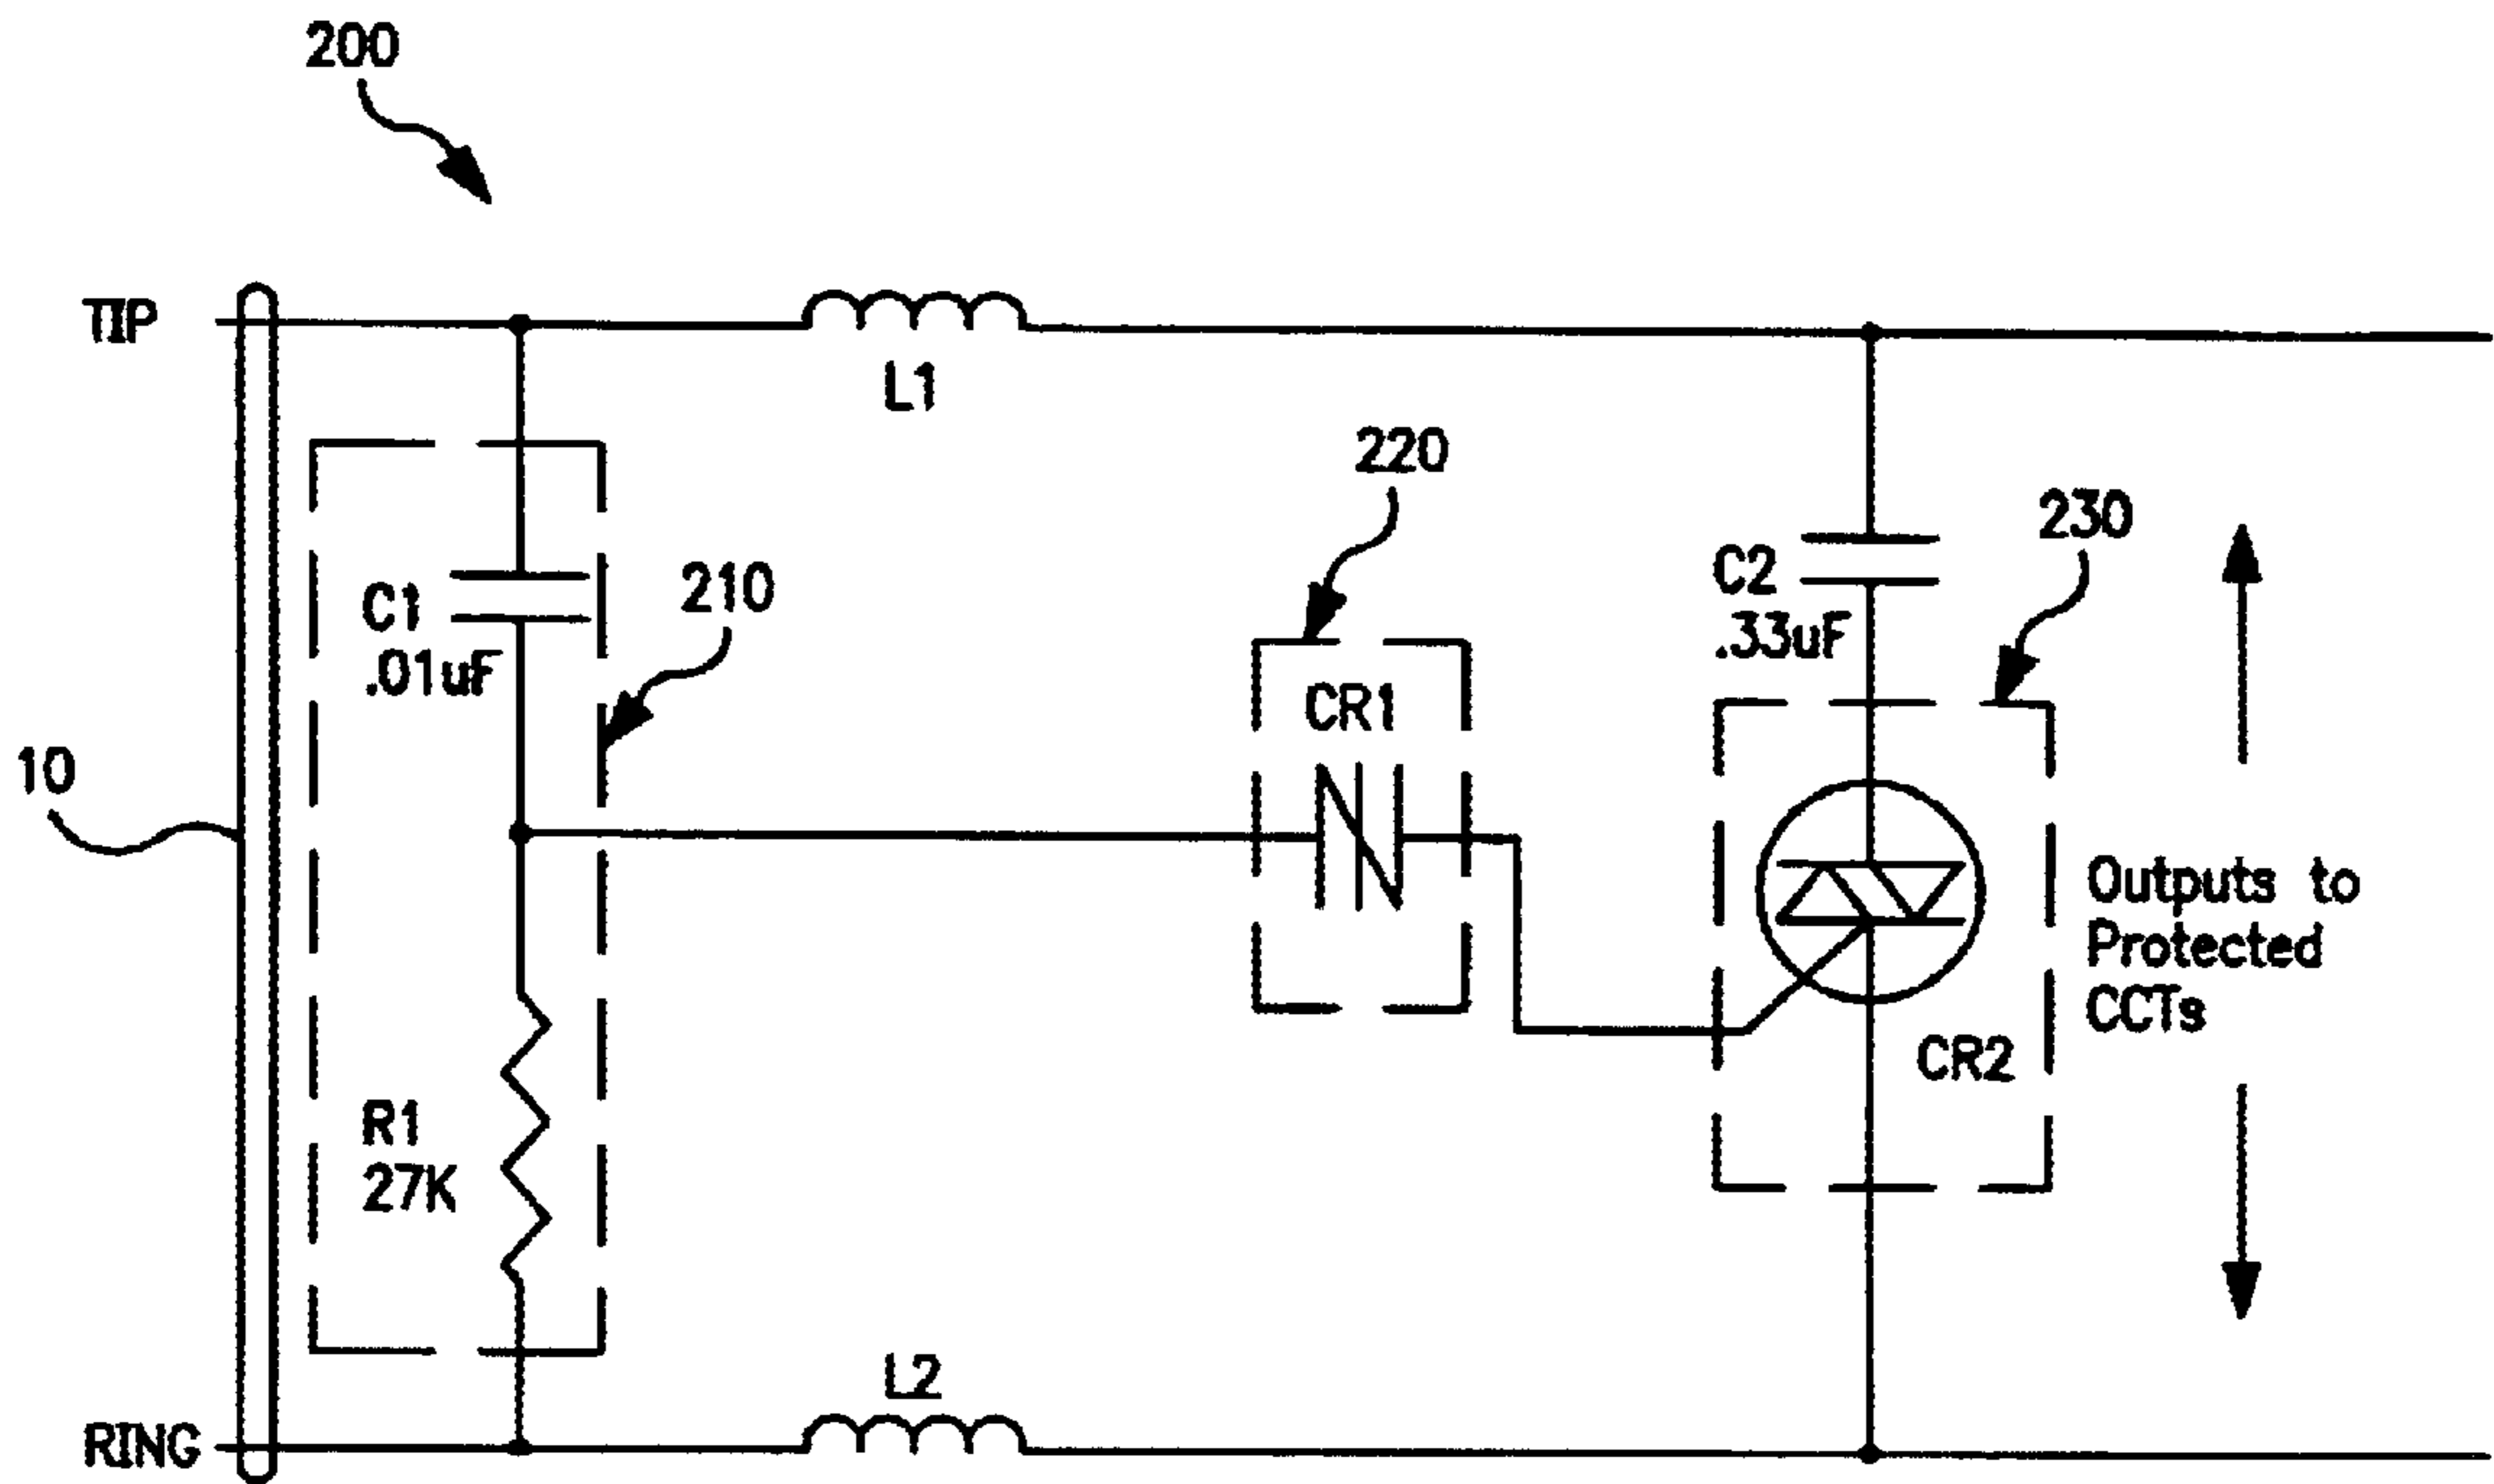 200
TIP
L1
220
230
C2
.33uF
210
C1
.01uF
CR1
10
Outputs to
Protected
CCTs
CR2
R1
27K
L2
RING